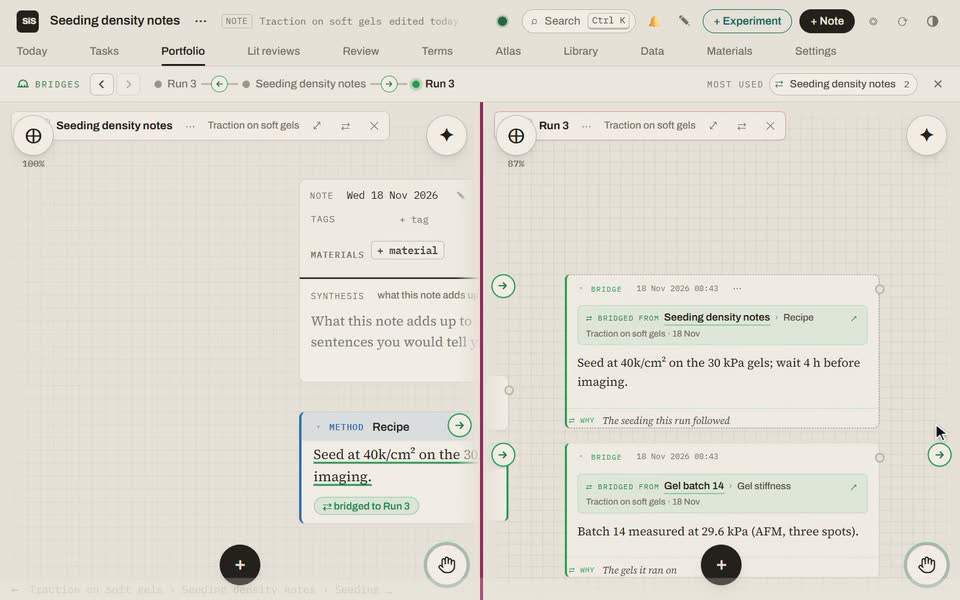 SiS Seeding density notes ··· NOTE Traction on soft gels edited today Search Ctrl K + Experiment + Note
Today Tasks Portfolio Lit reviews Review Terms Atlas Library Data Materials Settings
BRIDGES Run 3 Seeding density notes Run 3 MOST USED Seeding density notes 2
Seeding density notes ··· Traction on soft gels
100%
NOTE Wed 18 Nov 2026
TAGS + tag
MATERIALS + material
SYNTHESIS what this note adds u
What this note adds up to
sentences you would tell y
METHOD Recipe
Seed at 40k/cm² on the 30
imaging.
bridged to Run 3
+
← Traction on soft gels › Seeding density notes › Seeding …
Run 3 ··· Traction on soft gels
87%
BRIDGE 18 Nov 2026 08:43 ···
BRIDGED FROM Seeding density notes › Recipe
Traction on soft gels · 18 Nov
Seed at 40k/cm² on the 30 kPa gels; wait 4 h before
imaging.
WHY The seeding this run followed
BRIDGE 18 Nov 2026 08:43
BRIDGED FROM Gel batch 14 › Gel stiffness
Traction on soft gels · 18 Nov
Batch 14 measured at 29.6 kPa (AFM, three spots).
WHY The gels it ran on
+